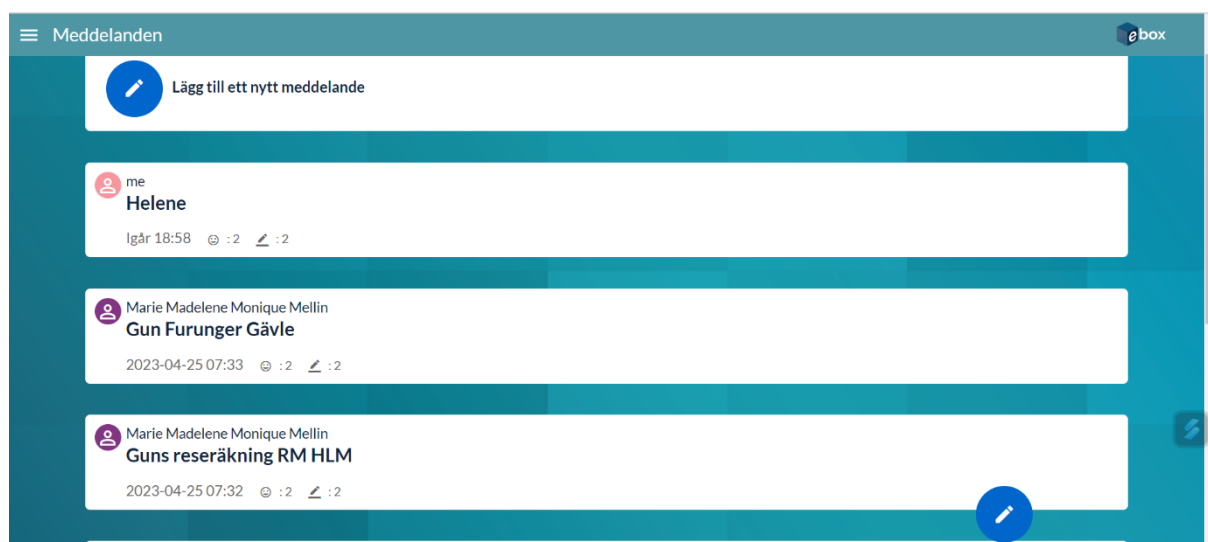 Meddelanden
ebox
Lägg till ett nytt meddelande
me
Helene
Igår 18:58 : 2 : 2
Marie Madelene Monique Mellin
Gun Furunger Gävle
2023-04-25 07:33 : 2 : 2
Marie Madelene Monique Mellin
Guns reseräkning RM HLM
2023-04-25 07:32 : 2 : 2